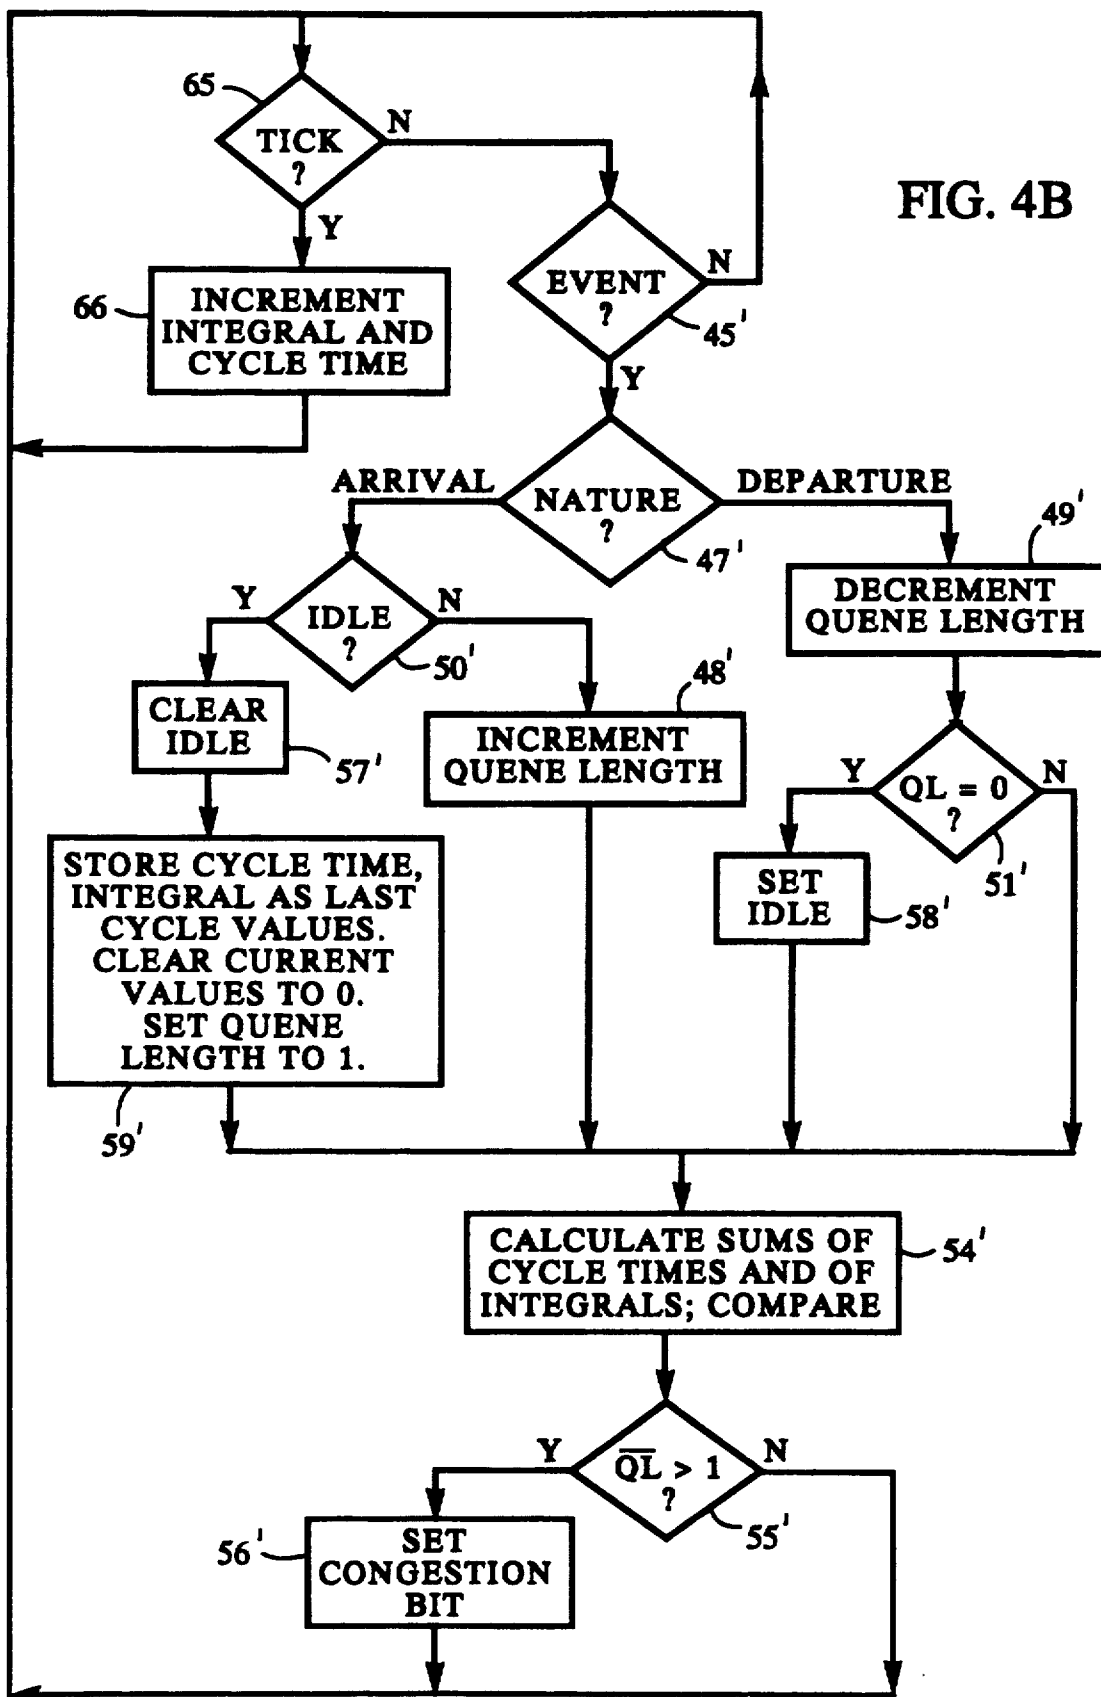 65
TICK
?
N
Y
FIG. 4B
66
INCREMENT
INTEGRAL AND
CYCLE TIME
EVENT
?
N
45'
Y
ARRIVAL
NATURE
?
DEPARTURE
47'
49'
DECREMENT
QUENE LENGTH
Y
IDLE
?
N
50'
CLEAR
IDLE
57'
48'
INCREMENT
QUENE LENGTH
Y
QL = 0
?
N
51'
SET
IDLE
58'
STORE CYCLE TIME,
INTEGRAL AS LAST
CYCLE VALUES.
CLEAR CURRENT
VALUES TO 0.
SET QUENE
LENGTH TO 1.
59'
CALCULATE SUMS OF
CYCLE TIMES AND OF
INTEGRALS; COMPARE
54'
Y
Q̅L̅ > 1
?
N
55'
56'
SET
CONGESTION
BIT